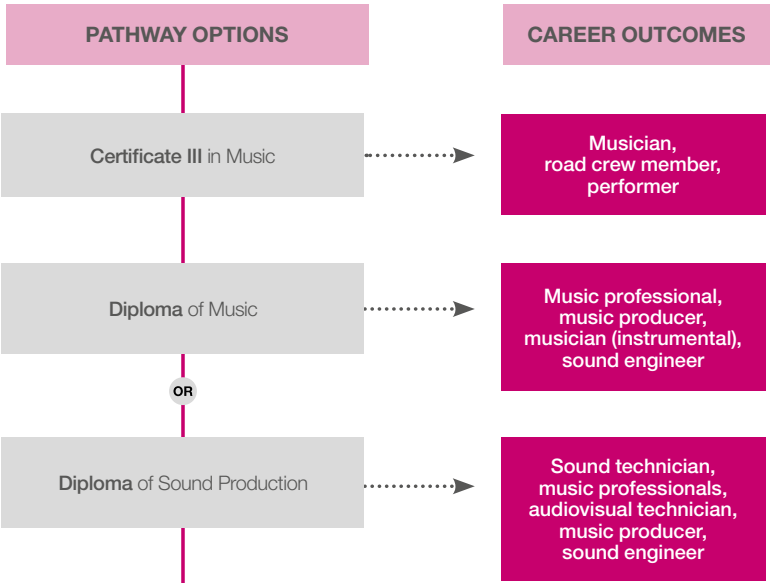 PATHWAY OPTIONS
CAREER OUTCOMES
Certificate III in Music
Musician,
road crew member,
performer
Diploma of Music
Music professional,
music producer,
musician (instrumental),
sound engineer
OR
Diploma of Sound Production
Sound technician,
music professionals,
audiovisual technician,
music producer,
sound engineer